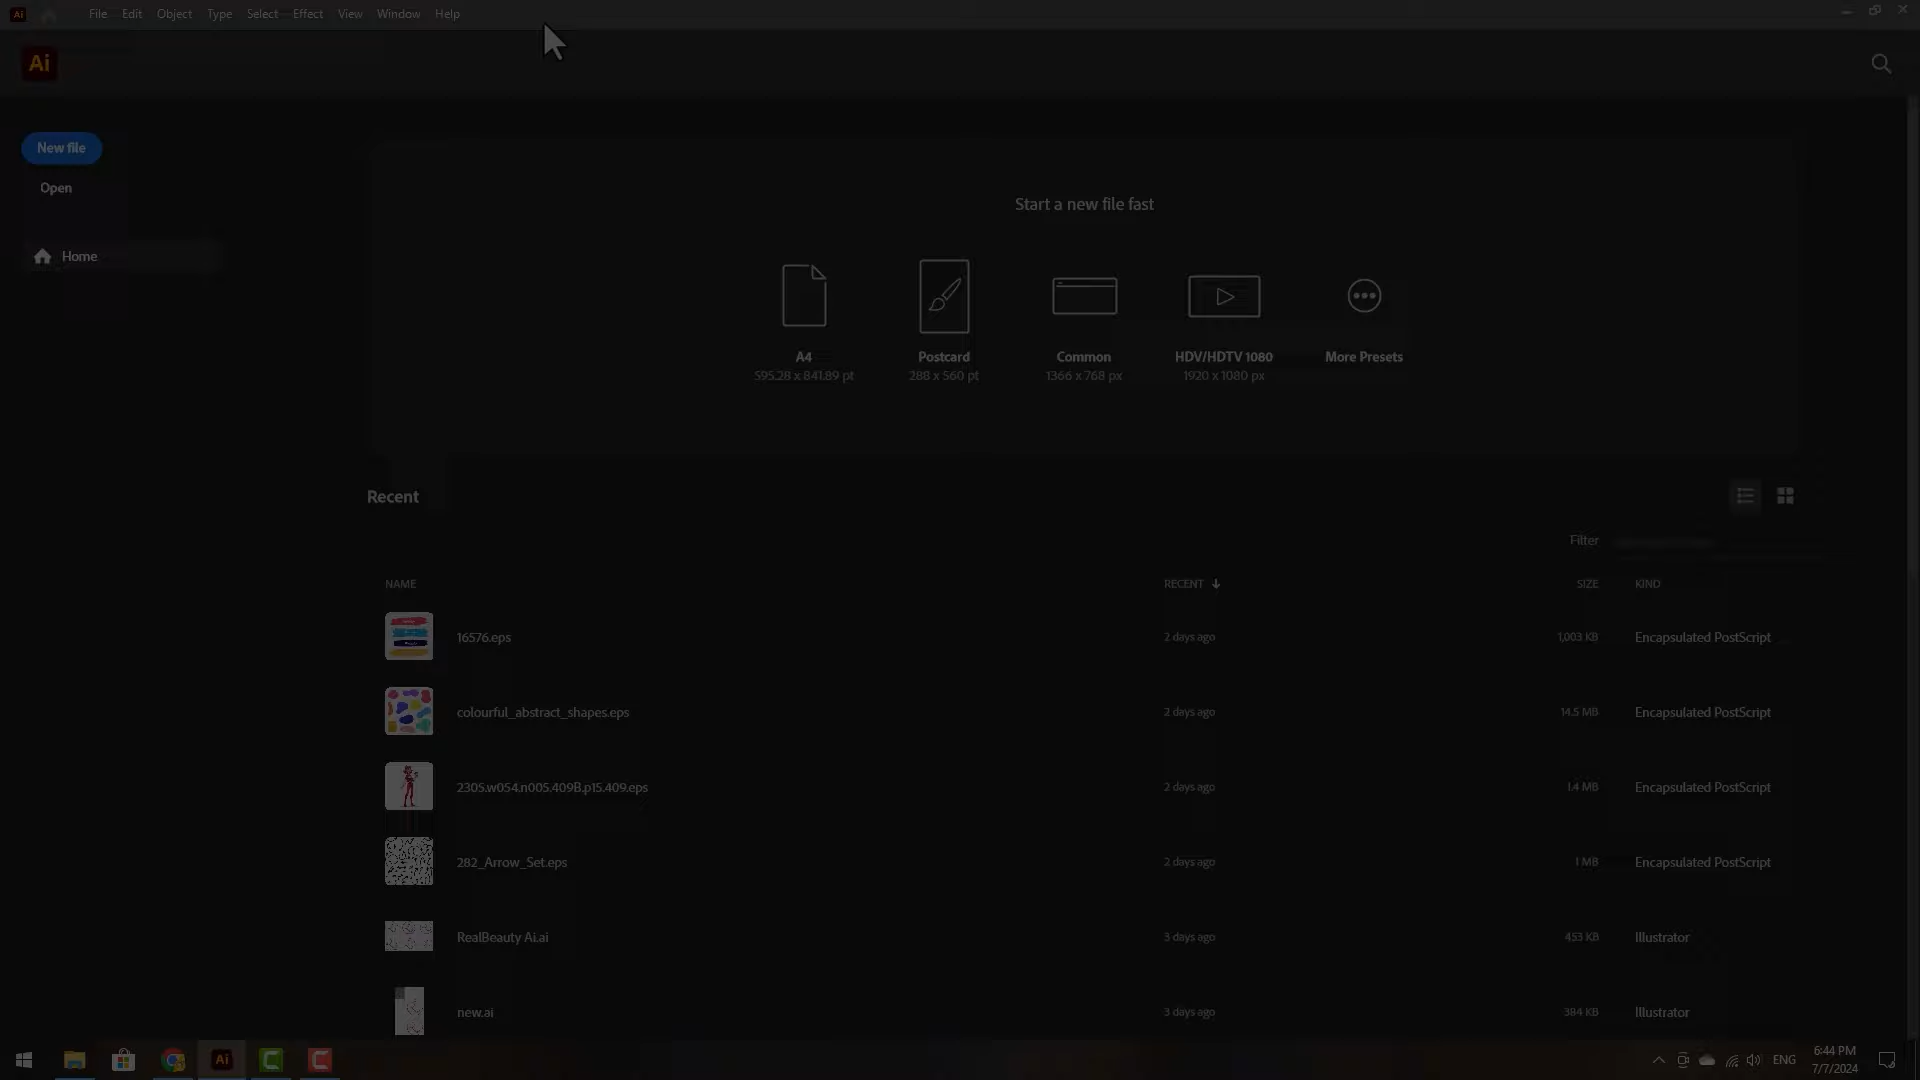 Ai File Edit Object Type Select Effect View Window Help
Ai
New file
Open
Home
Start a new file fast
A4 Postcard Common HDV/HDTV 1080 More Presets
595.28 x 841.89 pt 288 x 560 pt 1366 x 768 px 1920 x 1080 px
Recent
Filter
NAME RECENT SIZE KIND
16576.eps 2 days ago 1,003 KB Encapsulated PostScript
colourful_abstract_shapes.eps 2 days ago 14.5 MB Encapsulated PostScript
2305.w054.n005.409B.p15.409.eps 2 days ago 1.4 MB Encapsulated PostScript
282_Arrow_Set.eps 2 days ago 1 MB Encapsulated PostScript
RealBeauty Ai.ai 3 days ago 453 KB Illustrator
new.ai 3 days ago 384 KB Illustrator
Ai ENG 6:44 PM
7/7/2024